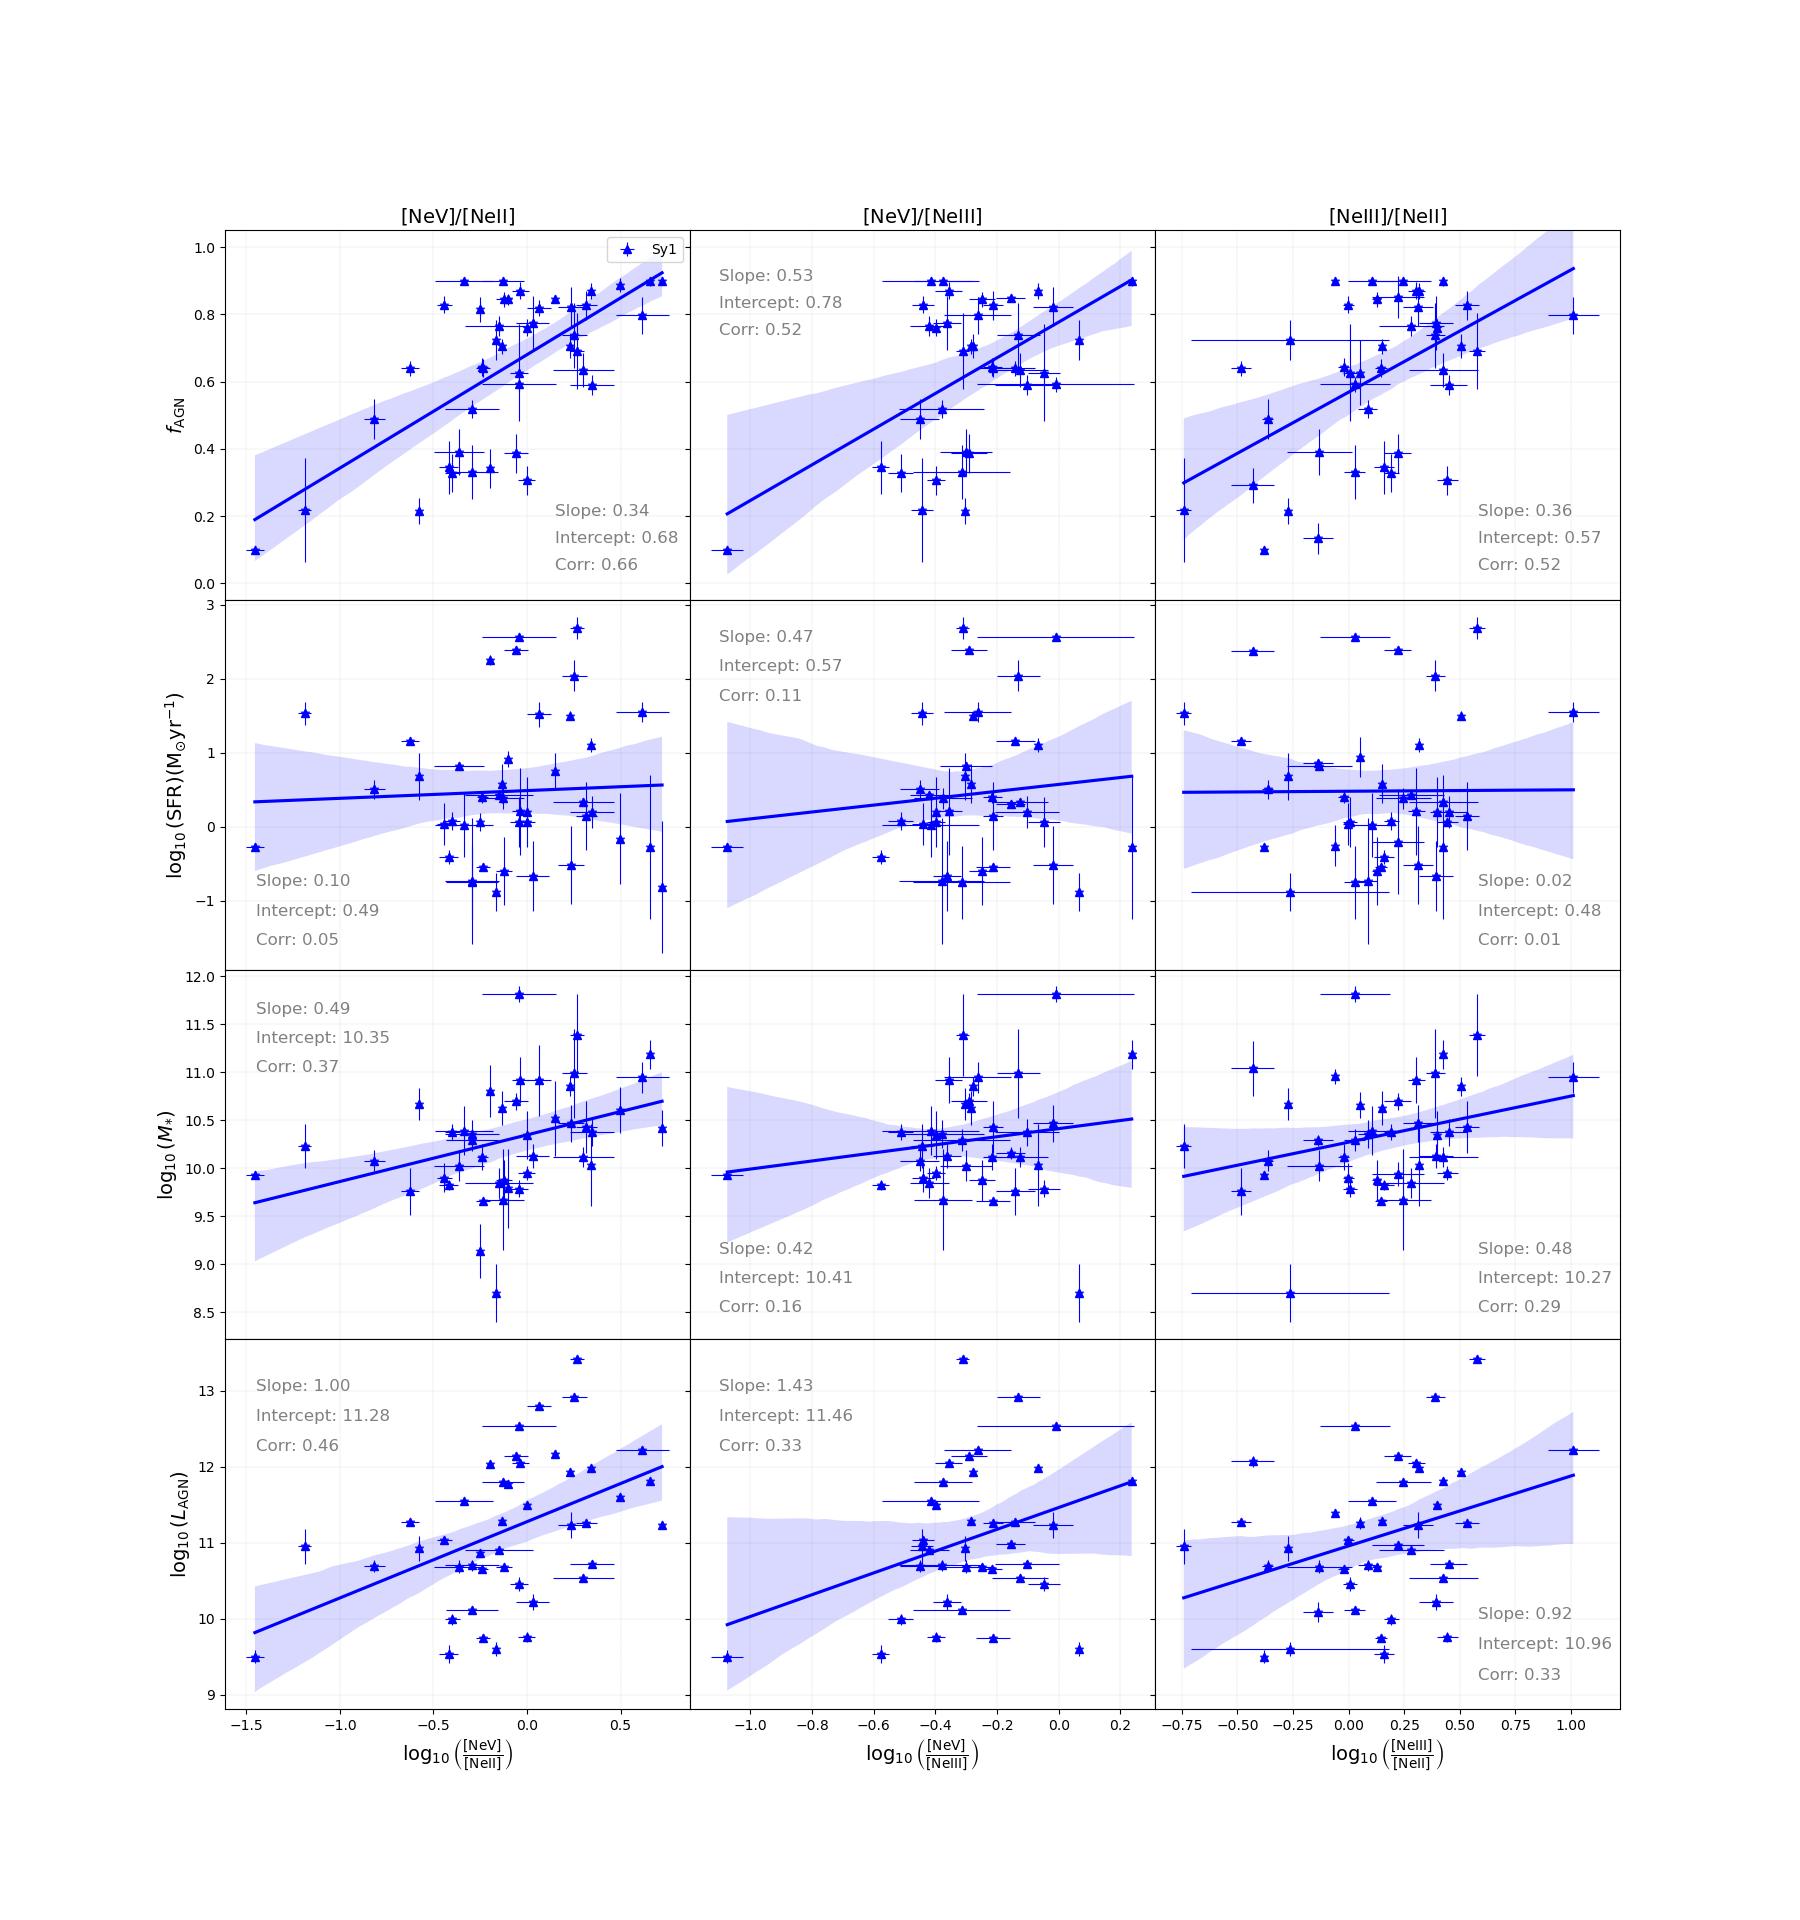 [NeV]/[NeII]
[NeV]/[NeIII]
[NeIII]/[NeII]
Sy1
1.0
0.8
0.6
0.4
0.2
0.0
f_AGN
Slope: 0.34
Intercept: 0.68
Corr: 0.66
Slope: 0.53
Intercept: 0.78
Corr: 0.52
Slope: 0.36
Intercept: 0.57
Corr: 0.52
3
2
1
0
−1
log₁₀(SFR)(M⊙yr⁻¹)
Slope: 0.10
Intercept: 0.49
Corr: 0.05
Slope: 0.47
Intercept: 0.57
Corr: 0.11
Slope: 0.02
Intercept: 0.48
Corr: 0.01
12.0
11.5
11.0
10.5
10.0
9.5
9.0
8.5
log₁₀(M*)
Slope: 0.49
Intercept: 10.35
Corr: 0.37
Slope: 0.42
Intercept: 10.41
Corr: 0.16
Slope: 0.48
Intercept: 10.27
Corr: 0.29
13
12
11
10
9
log₁₀(L_AGN)
Slope: 1.00
Intercept: 11.28
Corr: 0.46
Slope: 1.43
Intercept: 11.46
Corr: 0.33
Slope: 0.92
Intercept: 10.96
Corr: 0.33
−1.5 −1.0 −0.5 0.0 0.5
−1.0 −0.8 −0.6 −0.4 −0.2 0.0 0.2
−0.75 −0.50 −0.25 0.00 0.25 0.50 0.75 1.00
log₁₀([NeV]/[NeII])
log₁₀([NeV]/[NeIII])
log₁₀([NeIII]/[NeII])